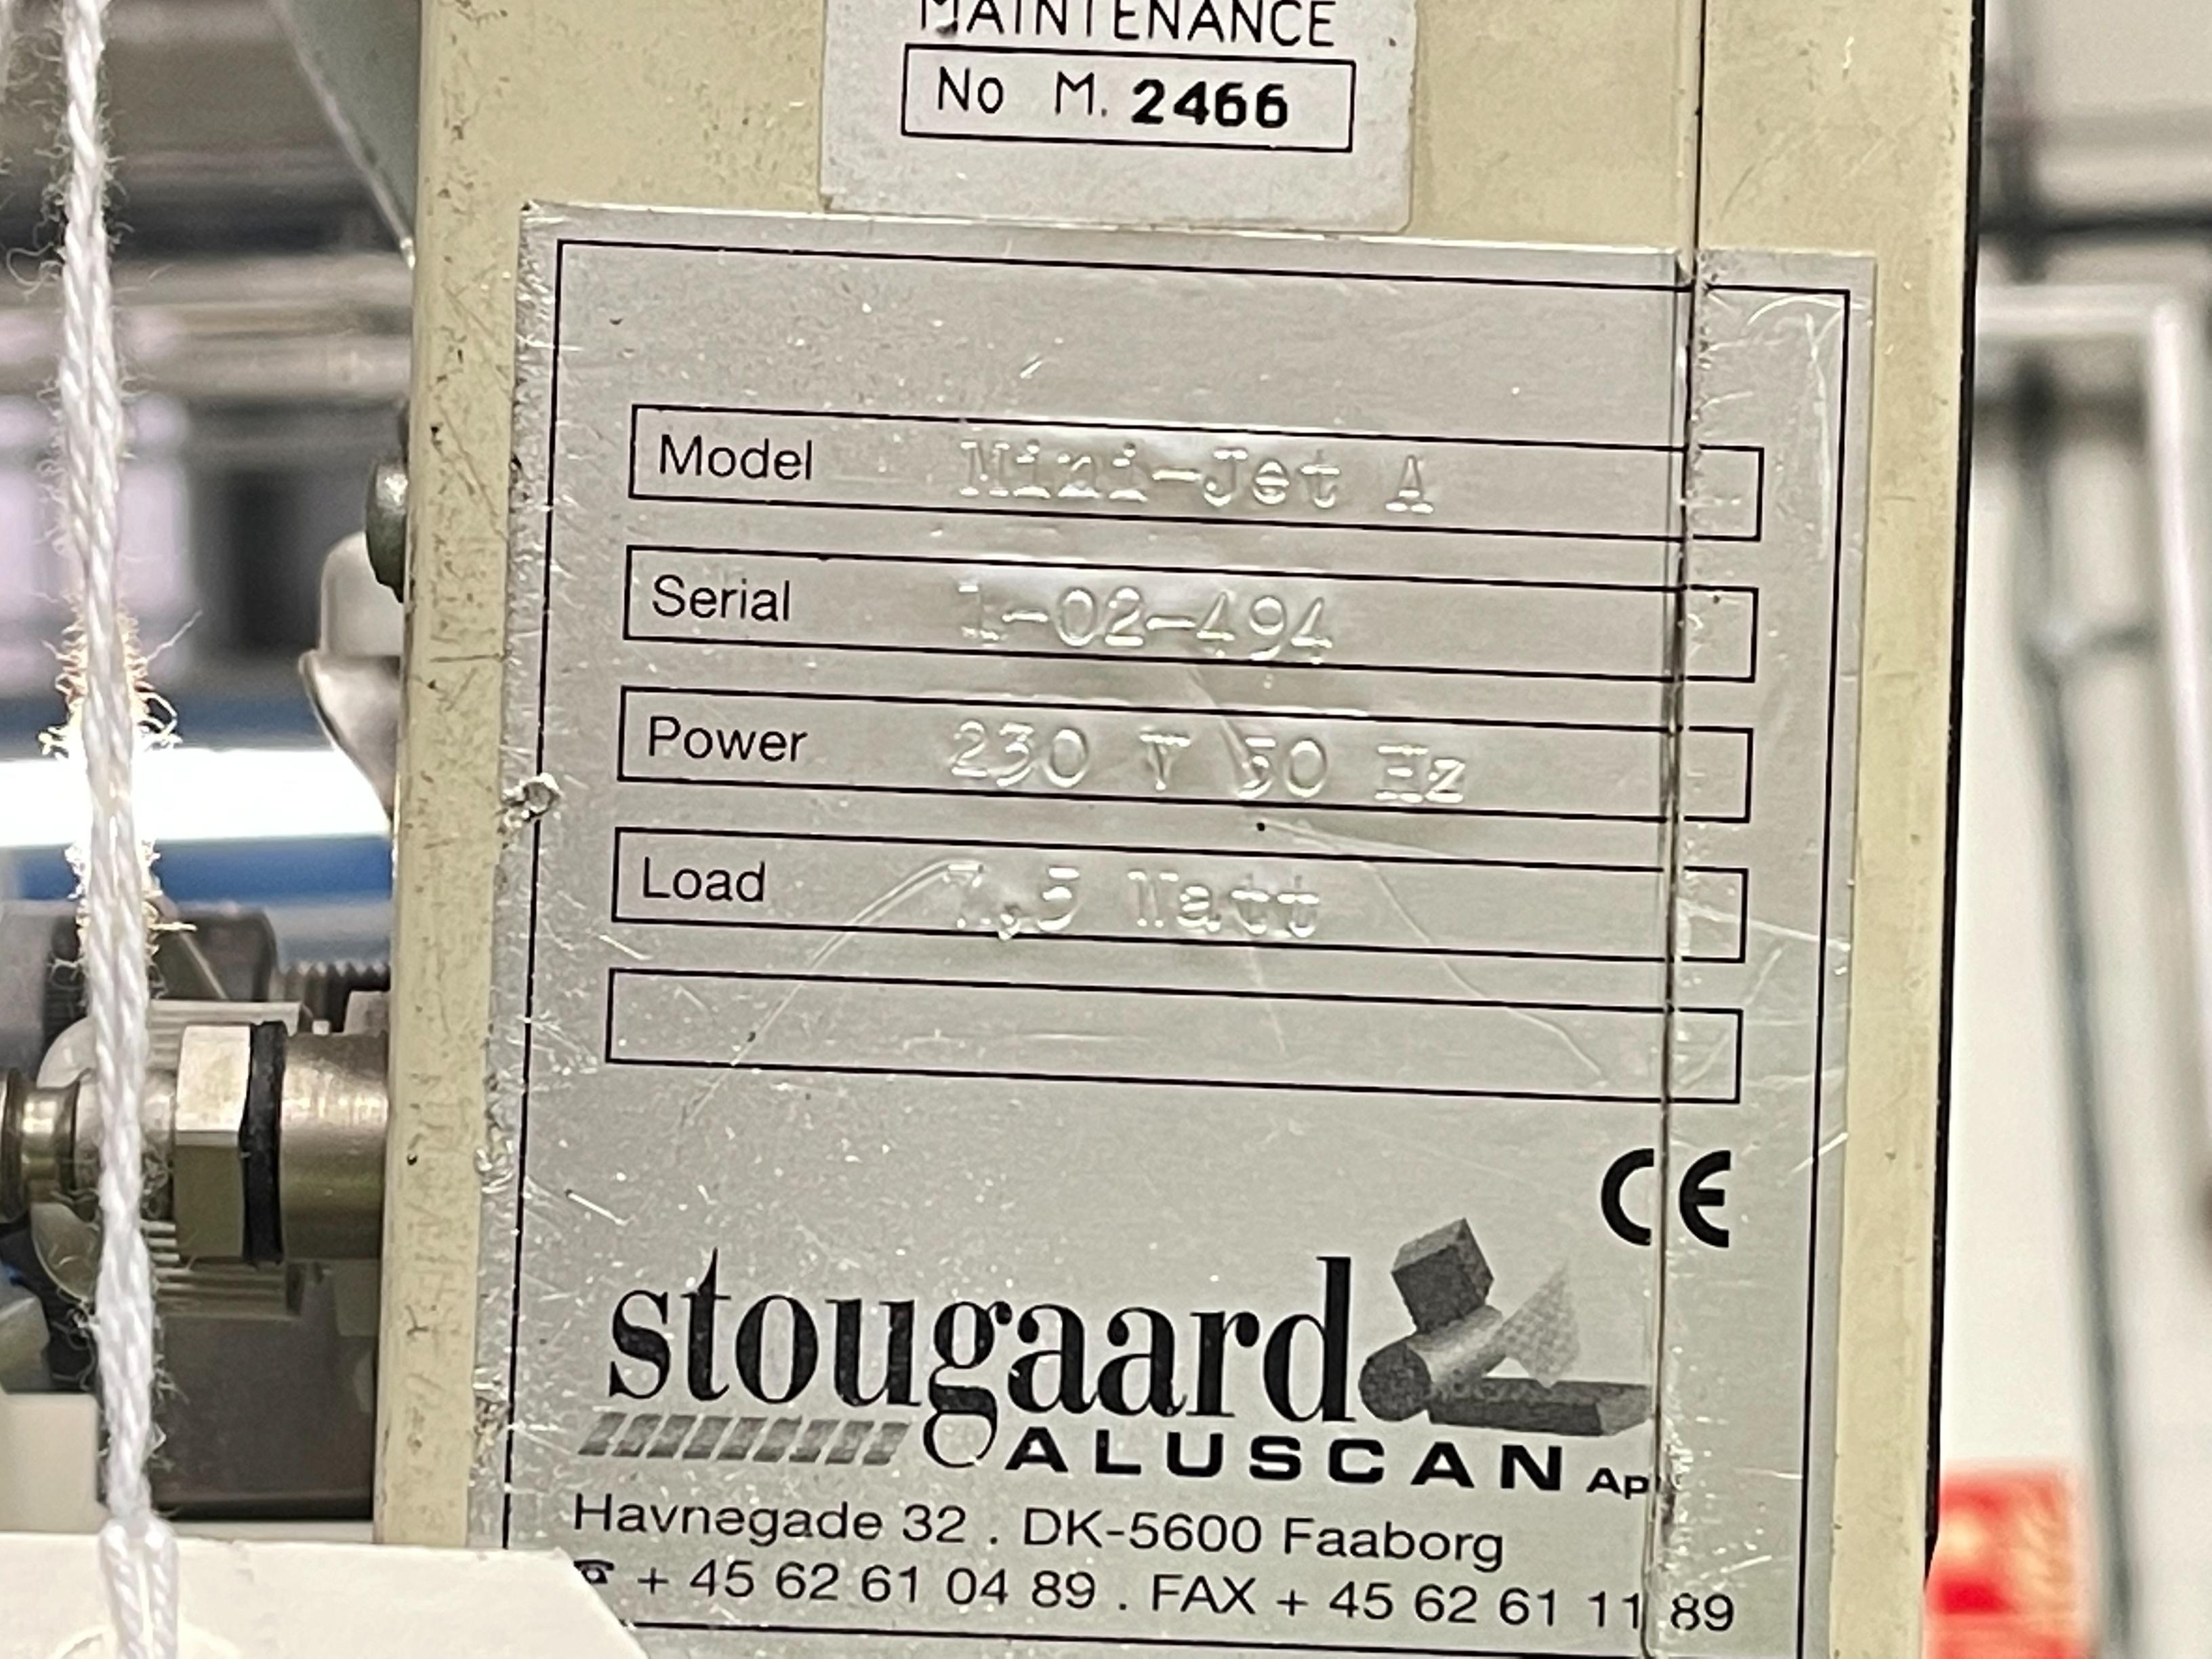 MAINTENANCE
No M. 2466
Model Mini-Jet A
Serial 1-02-494
Power 230 V 50 Hz
Load 7,5 Watt
CE
stougaard
ALUSCAN Ap
Havnegade 32 . DK-5600 Faaborg
☎ + 45 62 61 04 89 . FAX + 45 62 61 11 89